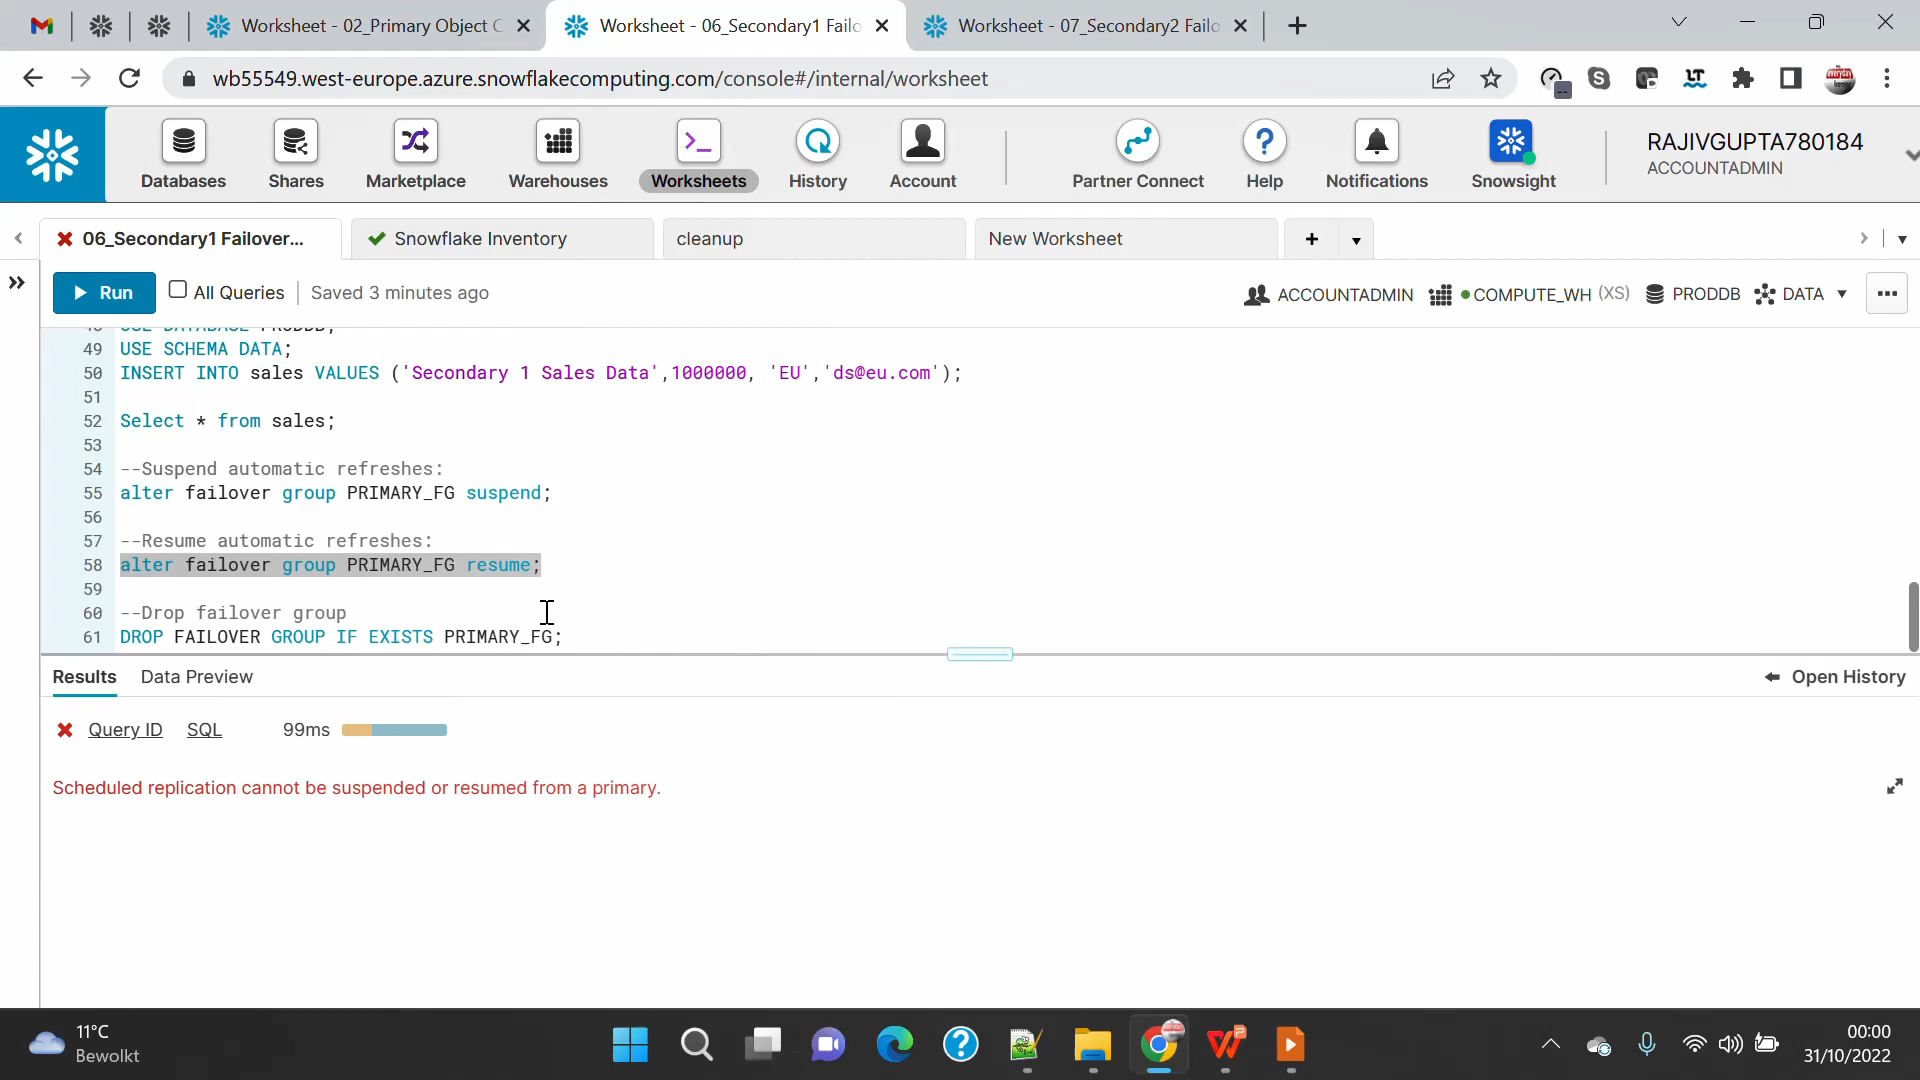 Worksheet - 02_Primary Object C
Worksheet - 06_Secondary1 Failo
Worksheet - 07_Secondary2 Failo
wb55549.west-europe.azure.snowflakecomputing.com/console#/internal/worksheet
Databases
Shares
Marketplace
Warehouses
Worksheets
History
Account
Partner Connect
Help
Notifications
Snowsight
RAJIVGUPTA780184
ACCOUNTADMIN
06_Secondary1 Failover...
Snowflake Inventory
cleanup
New Worksheet
Run
All Queries
Saved 3 minutes ago
ACCOUNTADMIN
COMPUTE_WH (XS)
PRODDB
DATA
48 USE DATABASE PRODDB;
49 USE SCHEMA DATA;
50 INSERT INTO sales VALUES ('Secondary 1 Sales Data',1000000, 'EU','ds@eu.com');
51
52 Select * from sales;
53
54 --Suspend automatic refreshes:
55 alter failover group PRIMARY_FG suspend;
56
57 --Resume automatic refreshes:
58 alter failover group PRIMARY_FG resume;
59
60 --Drop failover group
61 DROP FAILOVER GROUP IF EXISTS PRIMARY_FG;
Results
Data Preview
Open History
Query ID
SQL
99ms
Scheduled replication cannot be suspended or resumed from a primary.
11°C
Bewolkt
00:00
31/10/2022